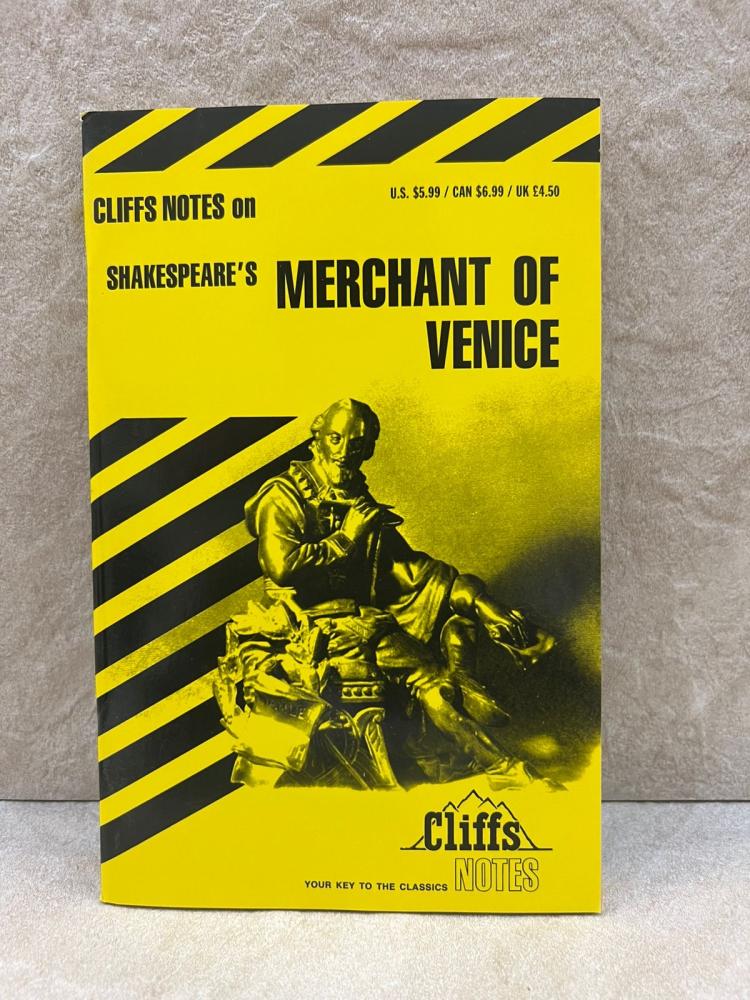 U.S. $5.99 / CAN $6.99 / UK £4.50
CLIFFS NOTES on
SHAKESPEARE'S MERCHANT OF
VENICE
Cliffs
YOUR KEY TO THE CLASSICS NOTES